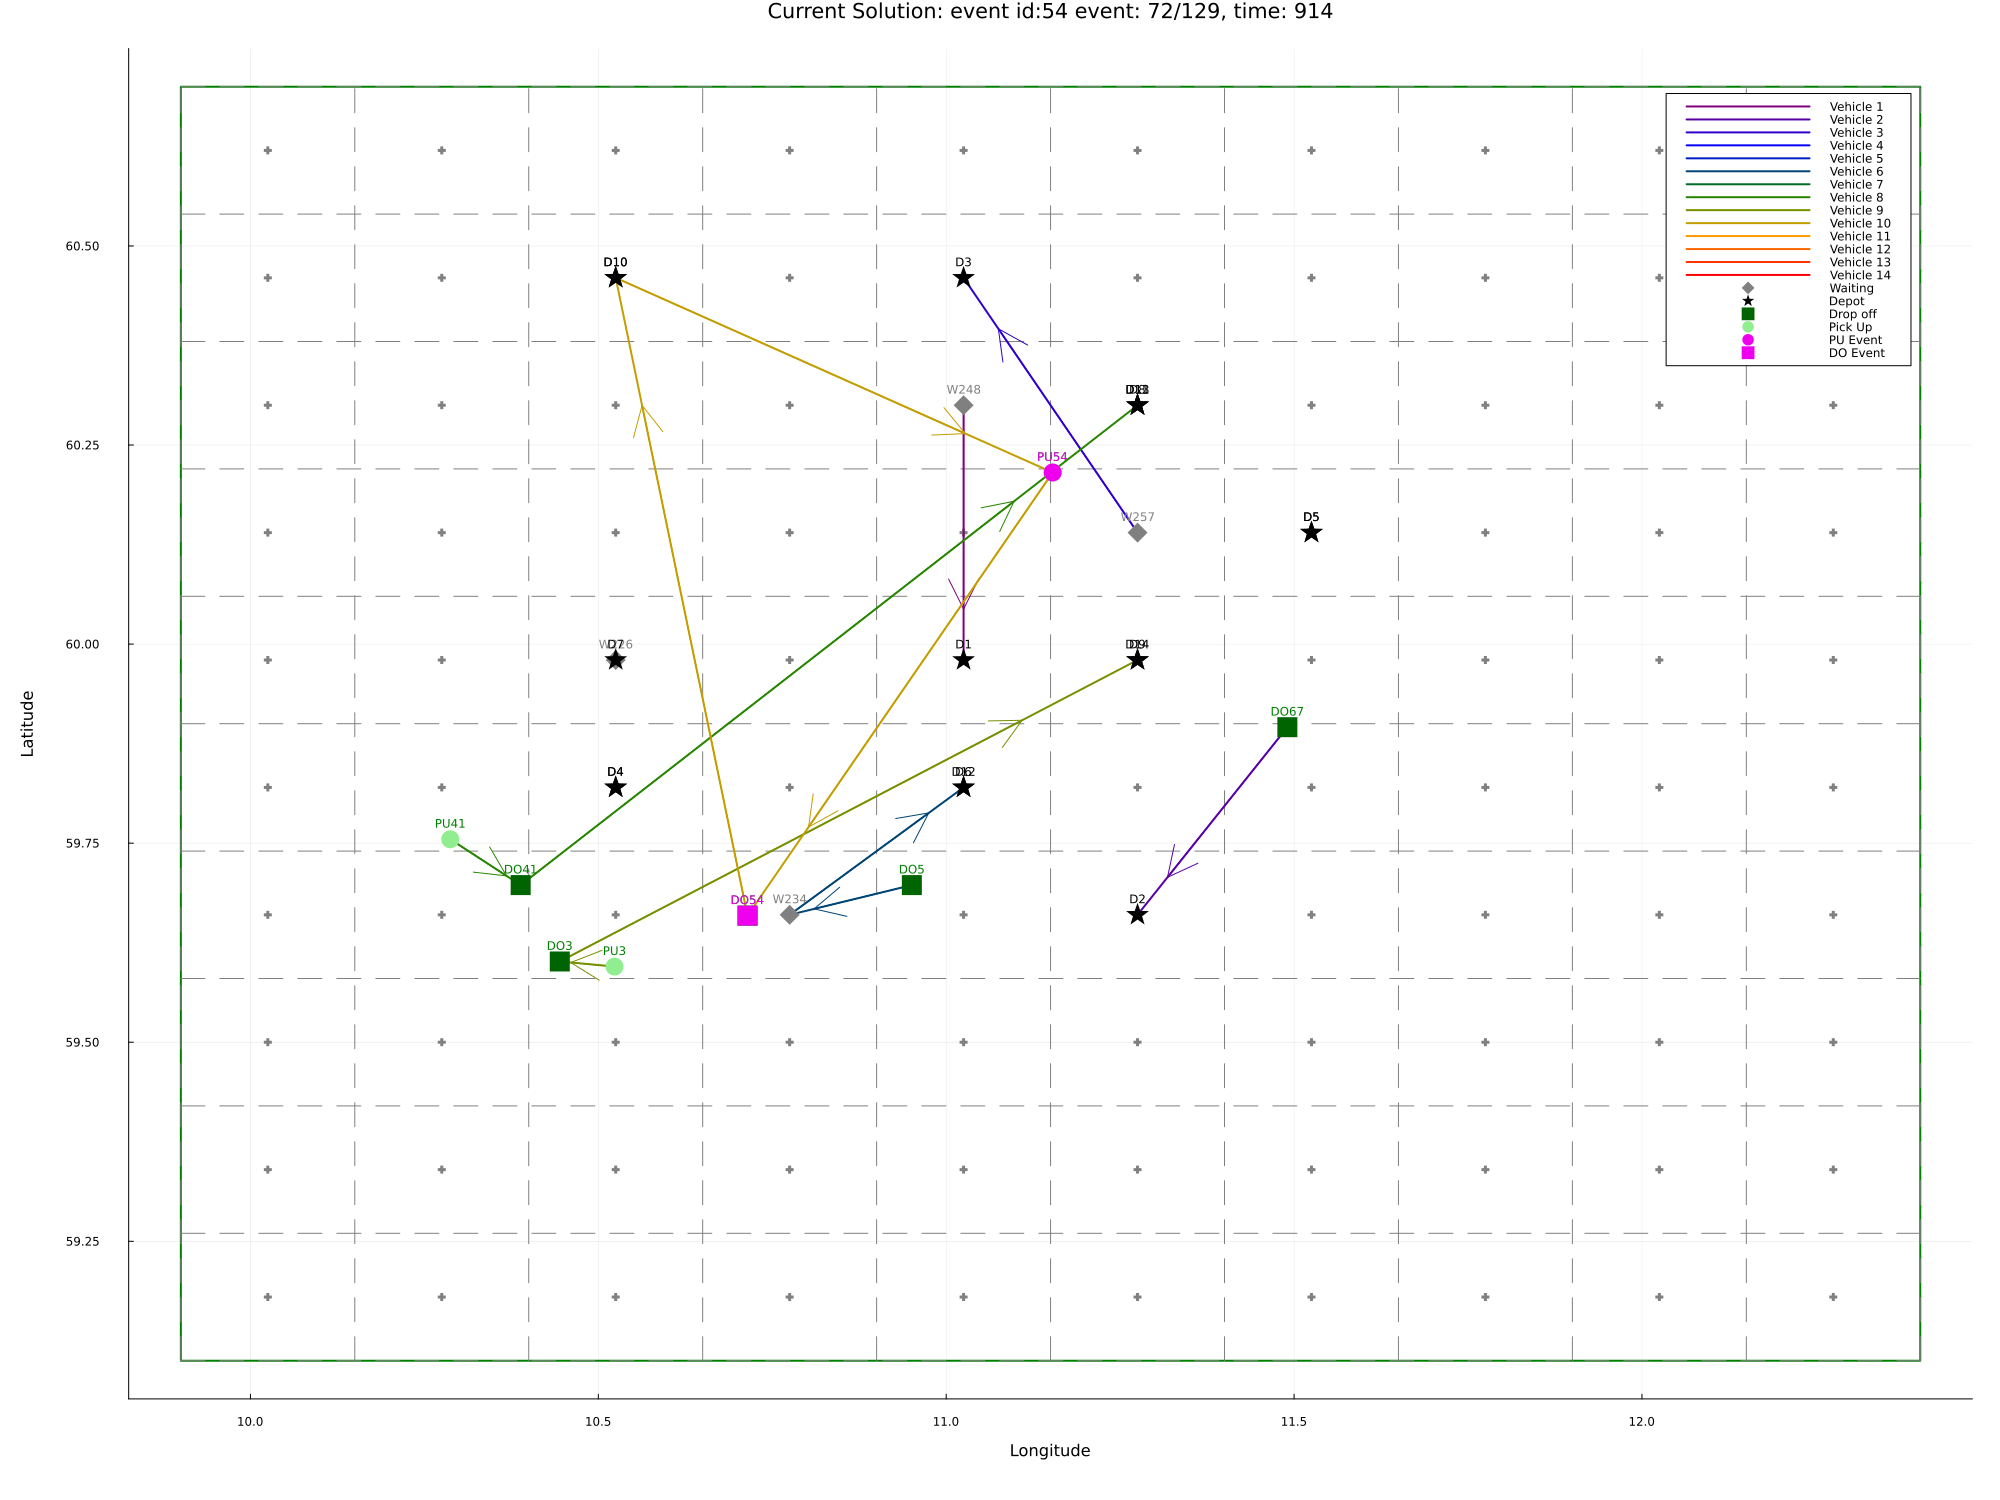 Current Solution: event id:54 event: 72/129, time: 914
Vehicle 1
Vehicle 2
Vehicle 3
Vehicle 4
Vehicle 5
Vehicle 6
Vehicle 7
Vehicle 8
Vehicle 9
Vehicle 10
Vehicle 11
Vehicle 12
Vehicle 13
Vehicle 14
Waiting
Depot
Drop off
Pick Up
PU Event
DO Event
60.50
60.25
60.00
59.75
59.50
59.25
Latitude
D10
D3
W248
PU54
W257
D5
D7
D1
DO67
D4
PU41
DO41
DO5
DO54
W234
D2
DO3
PU3
10.0
10.5
11.0
11.5
12.0
Longitude